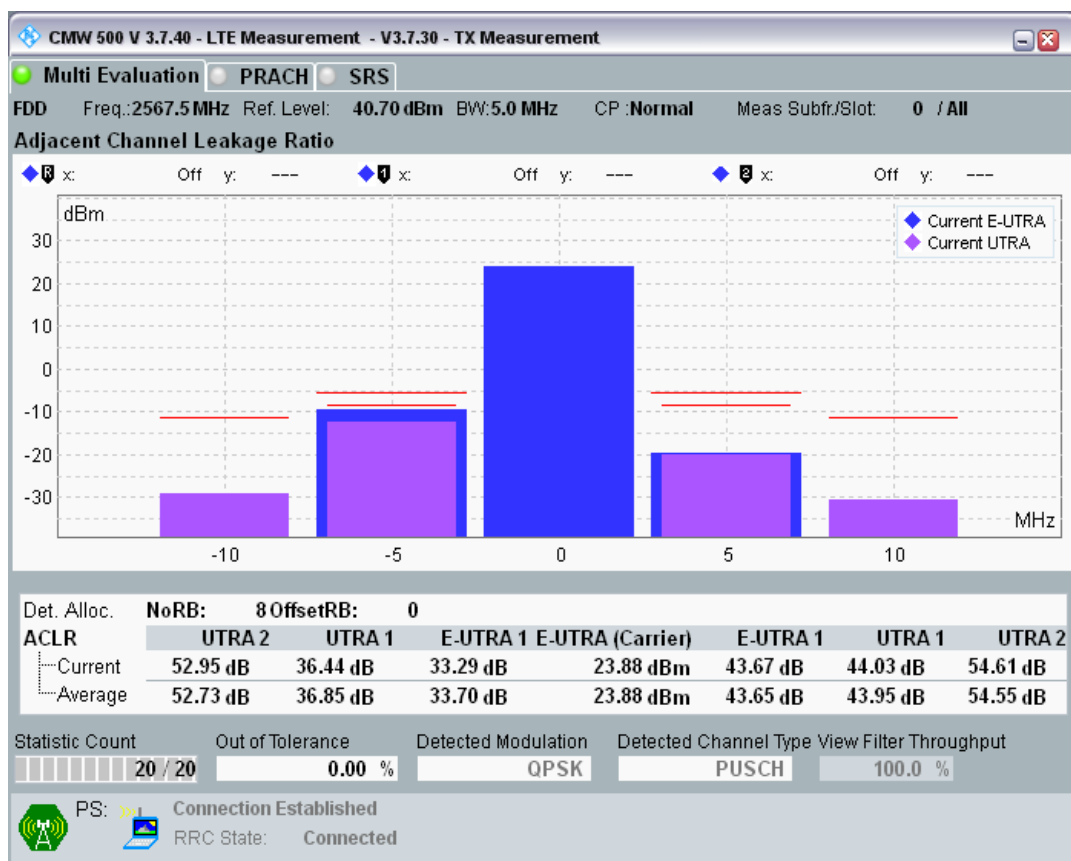 CMW 500 V 3.7.40 - LTE Measurement - V3.7.30 - TX Measurement
Multi Evaluation PRACH SRS
FDD Freq.:2567.5 MHz Ref. Level: 40.70 dBm BW:5.0 MHz CP :Normal Meas Subfr./Slot: 0 / All
Adjacent Channel Leakage Ratio
R x: Off y: --- 1 x: Off y: --- 2 x: Off y: ---
dBm
Current E-UTRA
Current UTRA
30
20
10
0
-10
-20
-30
MHz
-10 -5 0 5 10
Det. Alloc. NoRB: 8 OffsetRB: 0
ACLR UTRA 2 UTRA 1 E-UTRA 1 E-UTRA (Carrier) E-UTRA 1 UTRA 1 UTRA 2
Current 52.95 dB 36.44 dB 33.29 dB 23.88 dBm 43.67 dB 44.03 dB 54.61 dB
Average 52.73 dB 36.85 dB 33.70 dB 23.88 dBm 43.65 dB 43.95 dB 54.55 dB
Statistic Count Out of Tolerance Detected Modulation Detected Channel Type View Filter Throughput
20 / 20 0.00 % QPSK PUSCH 100.0 %
PS: Connection Established
RRC State: Connected